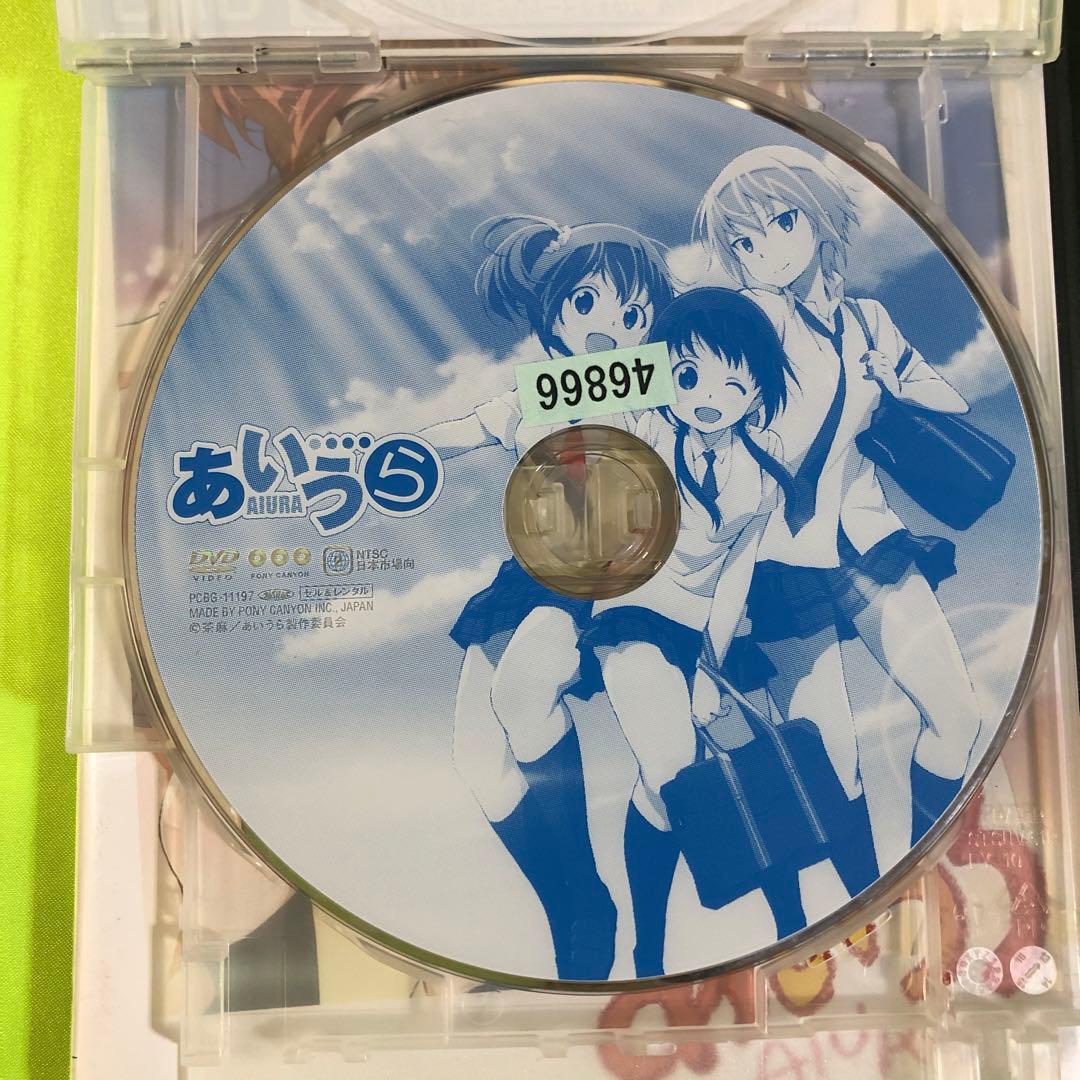 46866
あいうら
AIURA
DVD
VIDEO
PONY CANYON
2
NTSC
日本市場向
PCBG-11197 セル&レンタル
MADE BY PONY CANYON INC., JAPAN
©茶麻/あいうら製作委員会